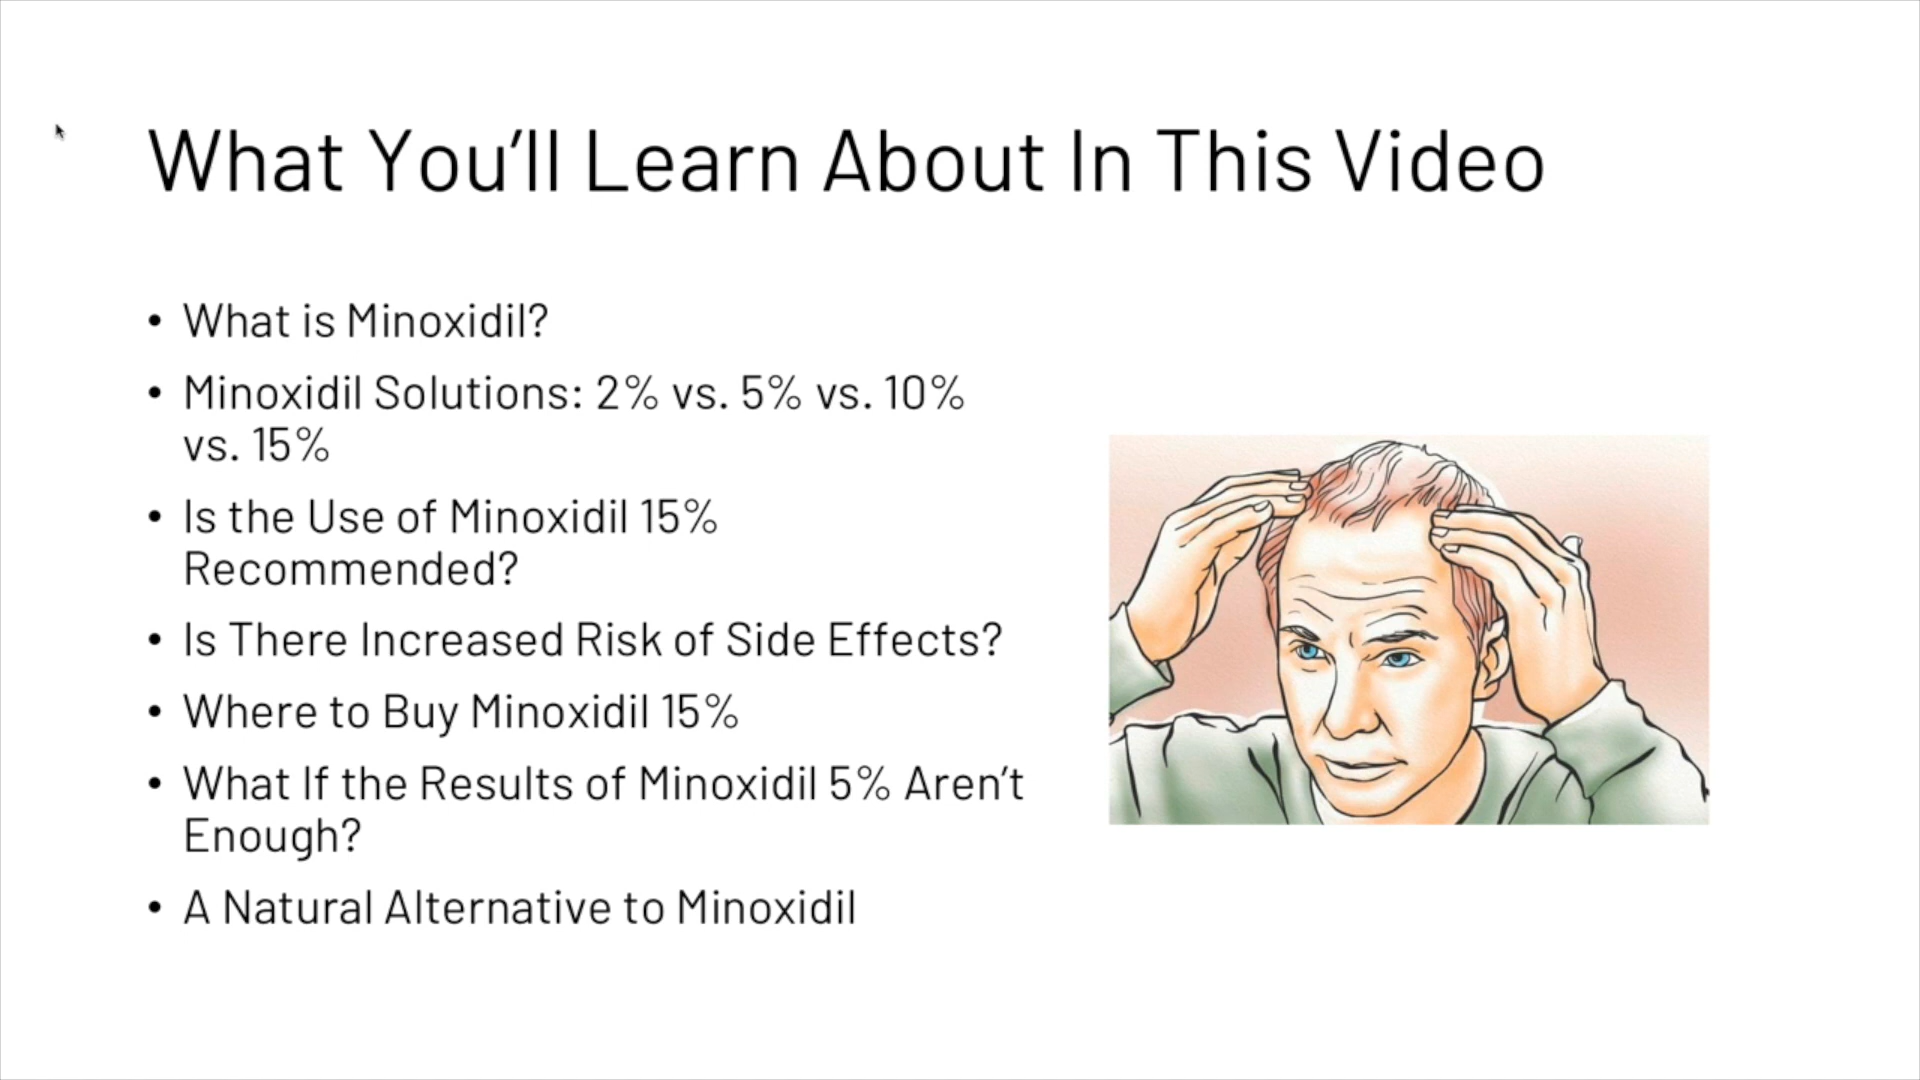 What You’ll Learn About In This Video
• What is Minoxidil?
• Minoxidil Solutions: 2% vs. 5% vs. 10%
vs. 15%
• Is the Use of Minoxidil 15%
Recommended?
• Is There Increased Risk of Side Effects?
• Where to Buy Minoxidil 15%
• What If the Results of Minoxidil 5% Aren’t
Enough?
• A Natural Alternative to Minoxidil